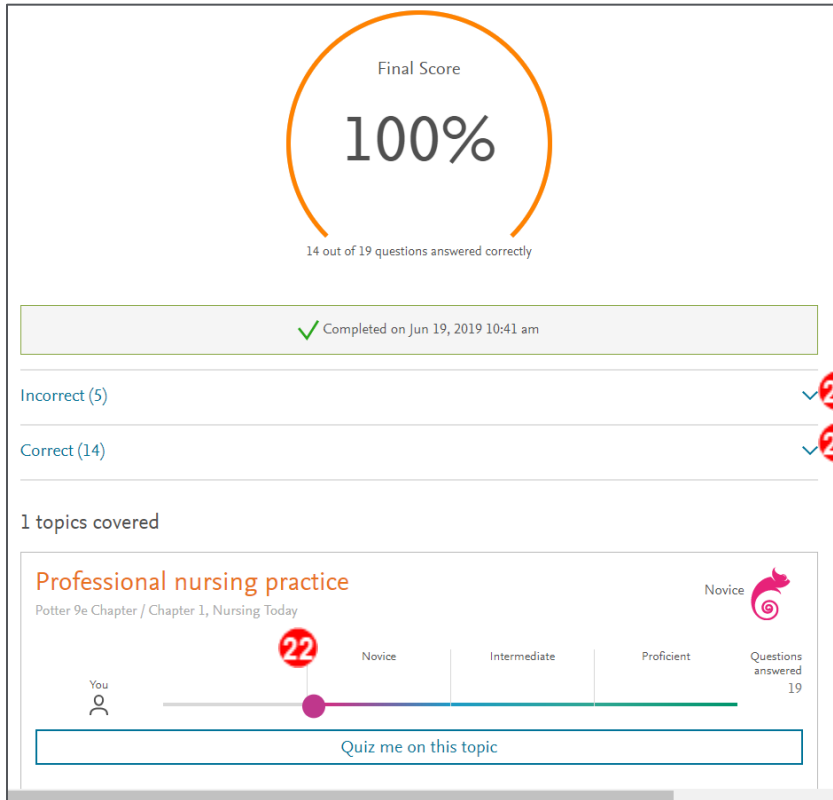 Final Score
100%
14 out of 19 questions answered correctly
Completed on Jun 19, 2019 10:41 am
Incorrect (5)
2
Correct (14)
2
1 topics covered
Professional nursing practice
Novice
Potter 9e Chapter / Chapter 1, Nursing Today
22
Novice
Intermediate
Proficient
Questions
answered
19
You
Quiz me on this topic